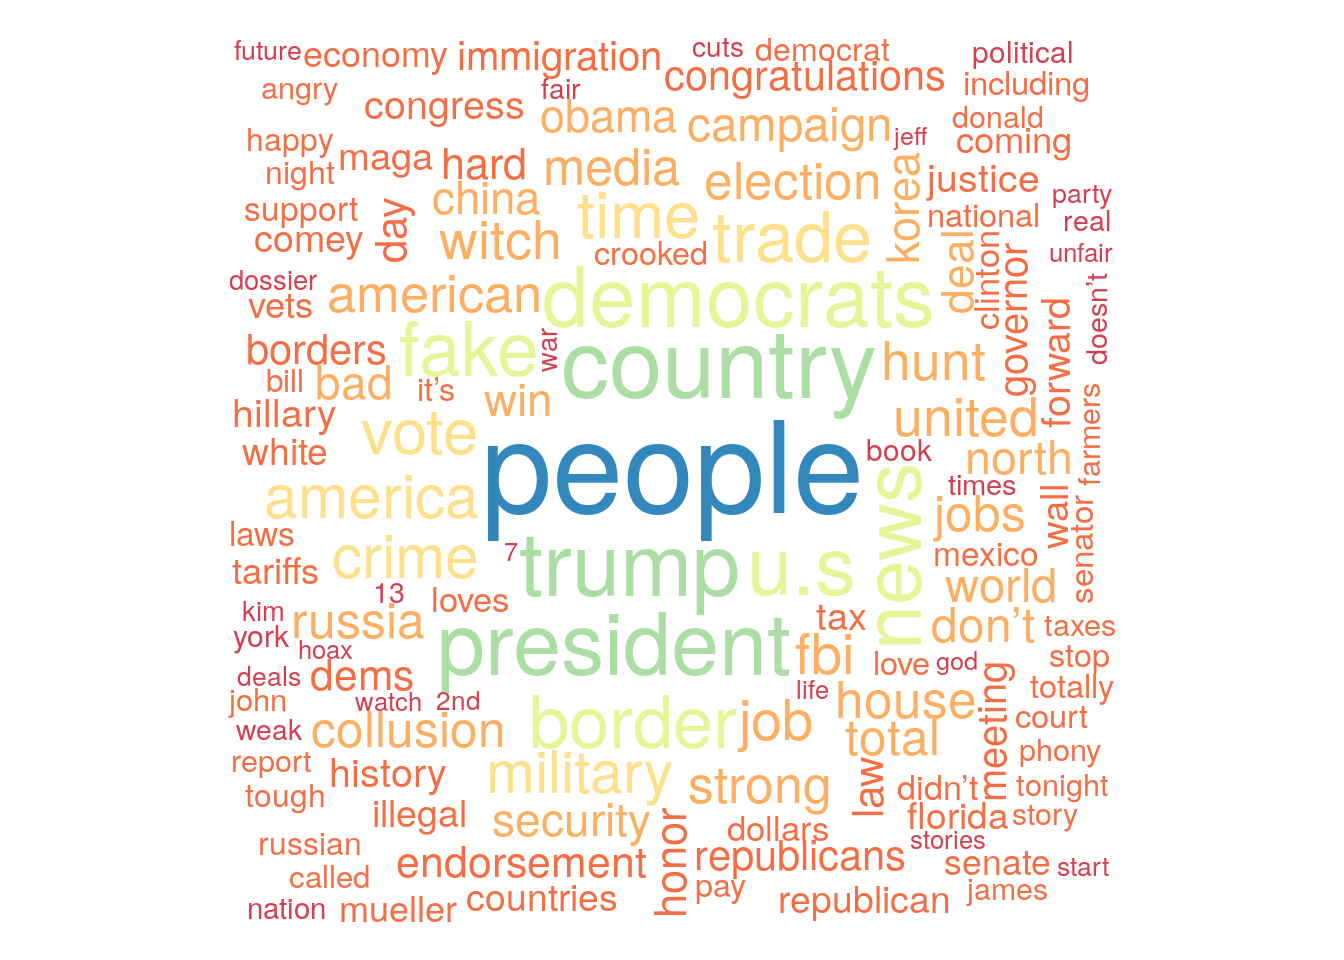 future economy immigration cuts democrat political
angry congress fair congratulations including
happy maga hard obama campaign jeff donald coming
night media election korea justice party
support day china time trade national real
comey witch crooked deal clinton governor unfair
dossier american democrats doesn't
vets forward
borders fake war country hunt
bill bad it's win farmers
hillary vote united
white people book north
america news times jobs wall senator
laws crime 7 trump u.s mexico
tariffs 13 loves world
kim russia tax don't taxes
york hoax president fbi love god stop
deals dems life meeting totally
john watch 2nd border job house court
weak collusion total phony
report history military strong law didn't tonight
tough illegal security honor dollars florida story
russian endorsement republicans stories senate start
called countries pay republican james
nation mueller